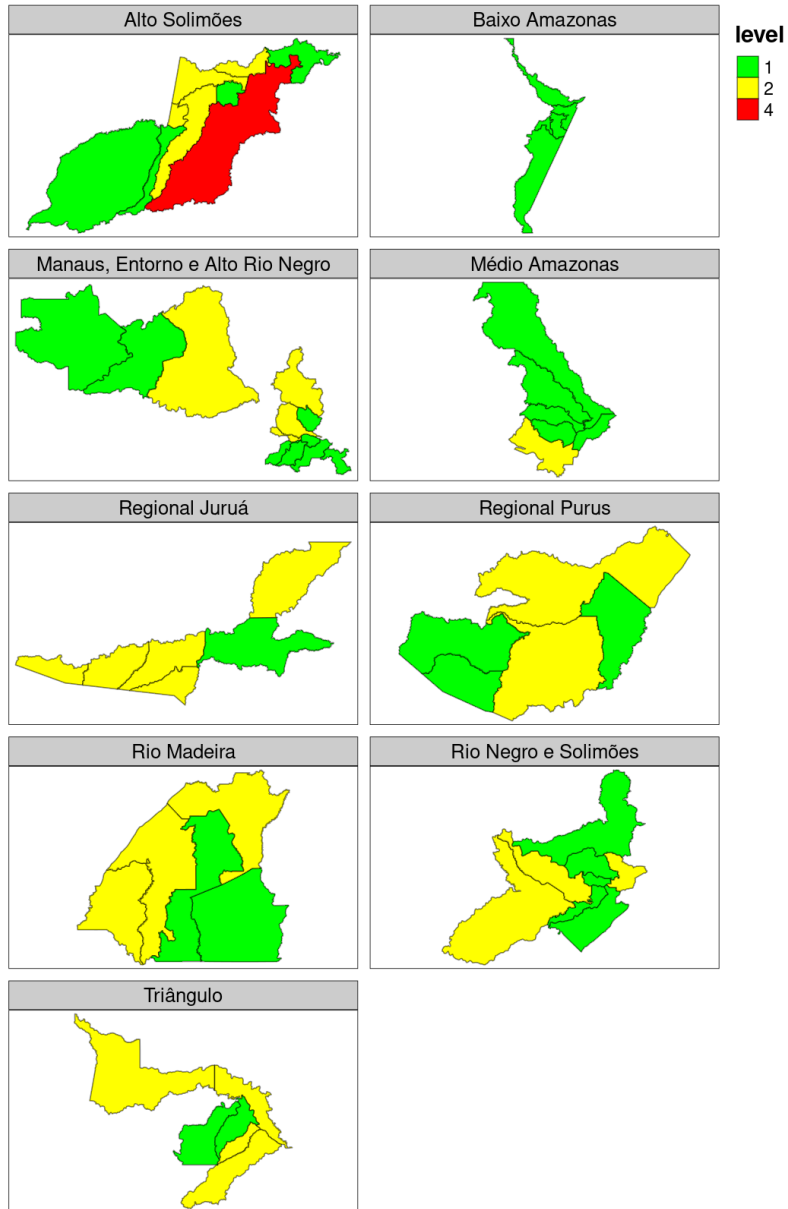 Alto Solimões
Baixo Amazonas
level
1
2
4
Manaus, Entorno e Alto Rio Negro
Médio Amazonas
Regional Juruá
Regional Purus
Rio Madeira
Rio Negro e Solimões
Triângulo